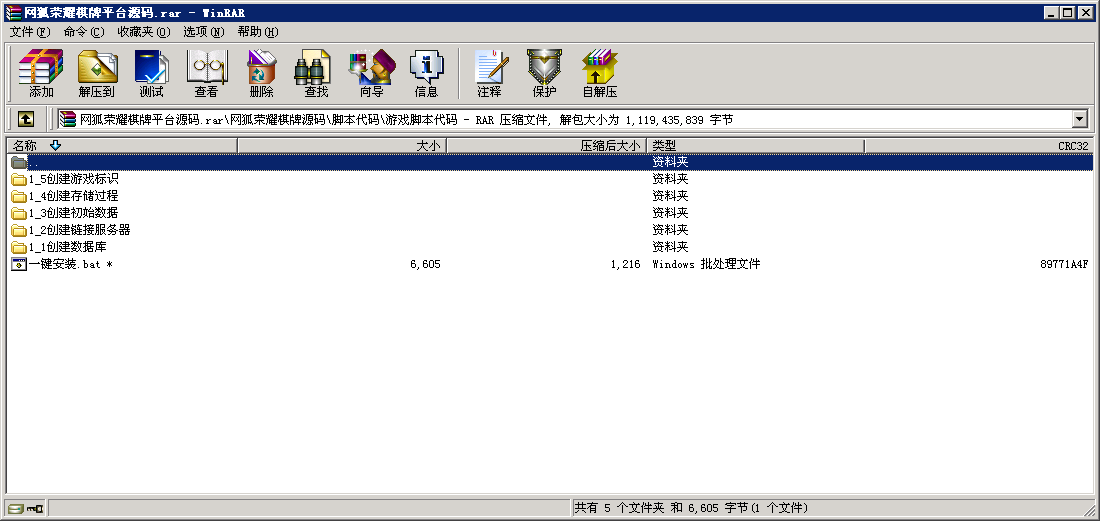 网狐荣耀棋牌平台源码.rar - WinRAR
文件(F) 命令(C) 收藏夹(O) 选项(N) 帮助(H)
添加 解压到 测试 查看 删除 查找 向导 信息 注释 保护 自解压
网狐荣耀棋牌平台源码.rar\网狐荣耀棋牌源码\脚本代码\游戏脚本代码 - RAR 压缩文件, 解包大小为 1,119,435,839 字节
名称 大小 压缩后大小 类型 CRC32
.. 资料夹
1_5创建游戏标识 资料夹
1_4创建存储过程 资料夹
1_3创建初始数据 资料夹
1_2创建链接服务器 资料夹
1_1创建数据库 资料夹
一键安装.bat * 6,605 1,216 Windows 批处理文件 89771A4F
共有 5 个文件夹 和 6,605 字节(1 个文件)